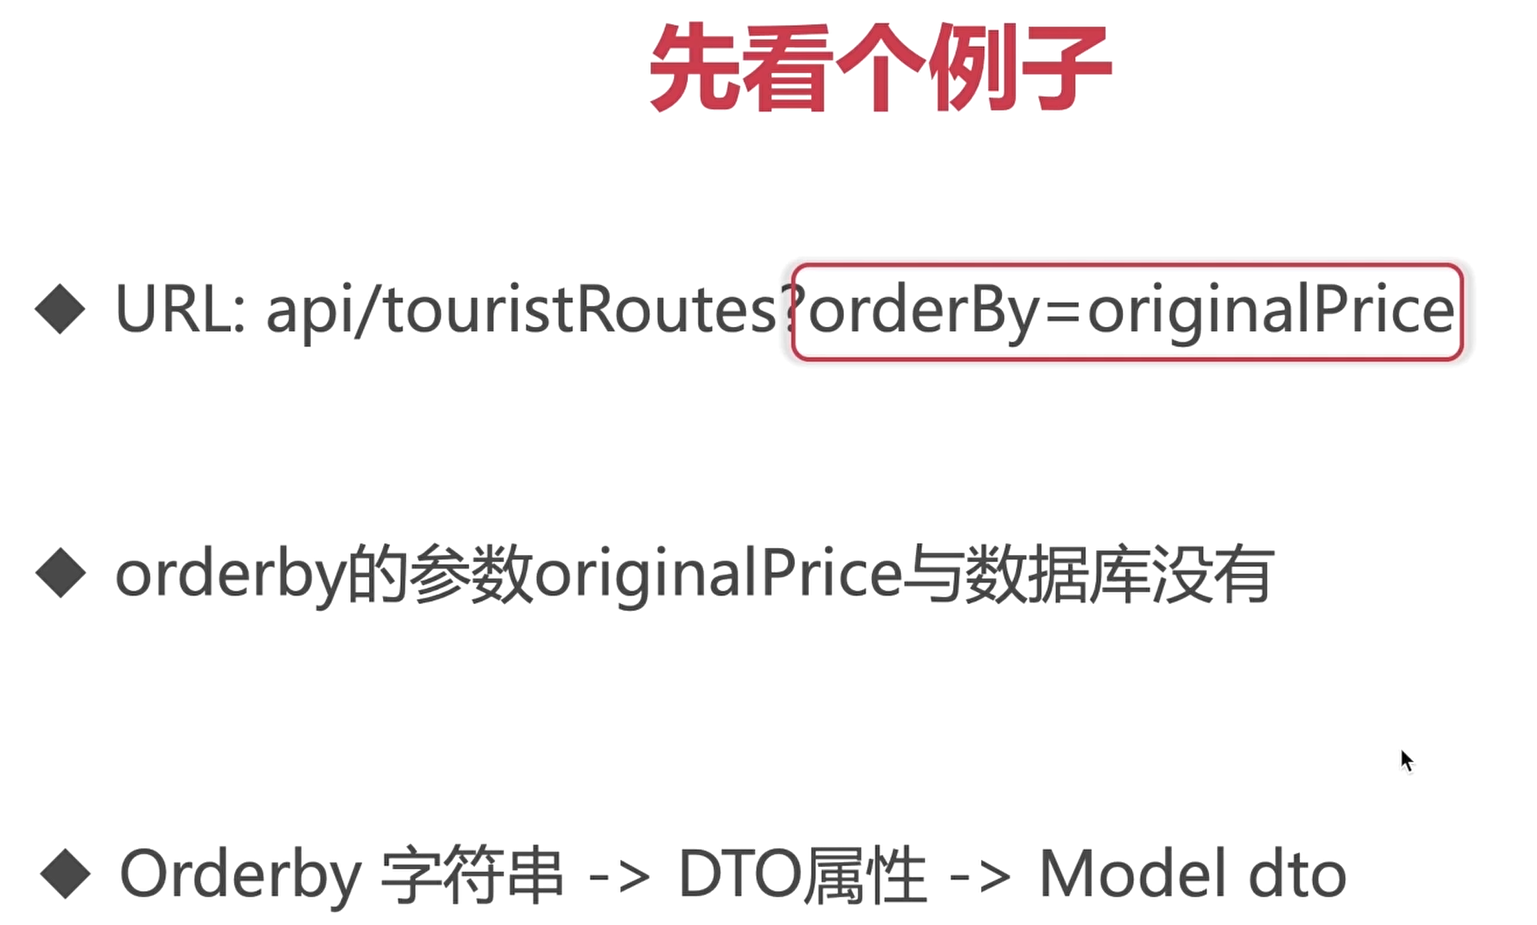 先看个例子
◆ URL: api/touristRoutes?orderBy=originalPrice
◆ orderby的参数originalPrice与数据库没有
◆ Orderby 字符串 -> DTO属性 -> Model dto